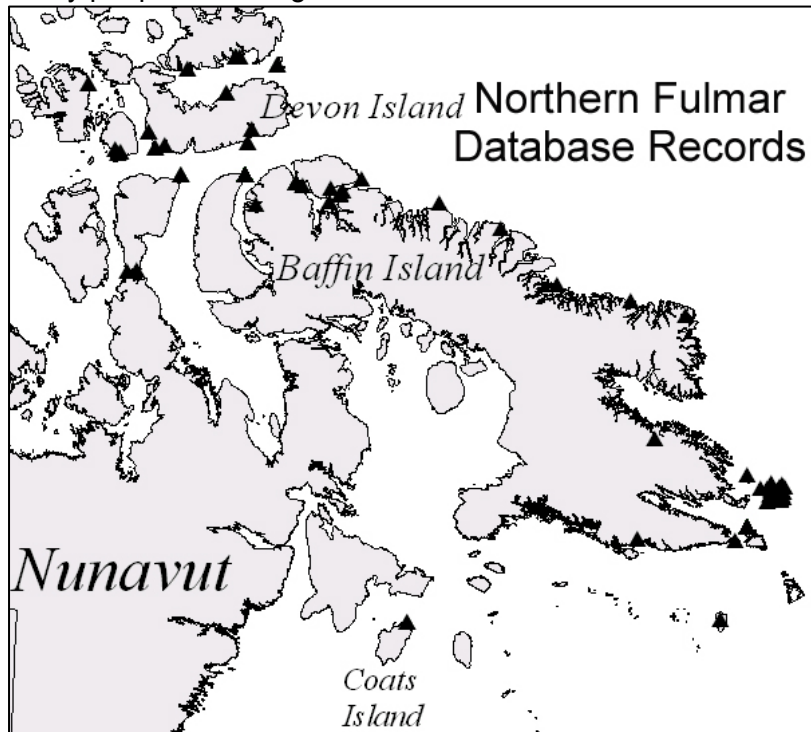 Devon Island
Northern Fulmar
Database Records
Baffin Island
Nunavut
Coats
Island